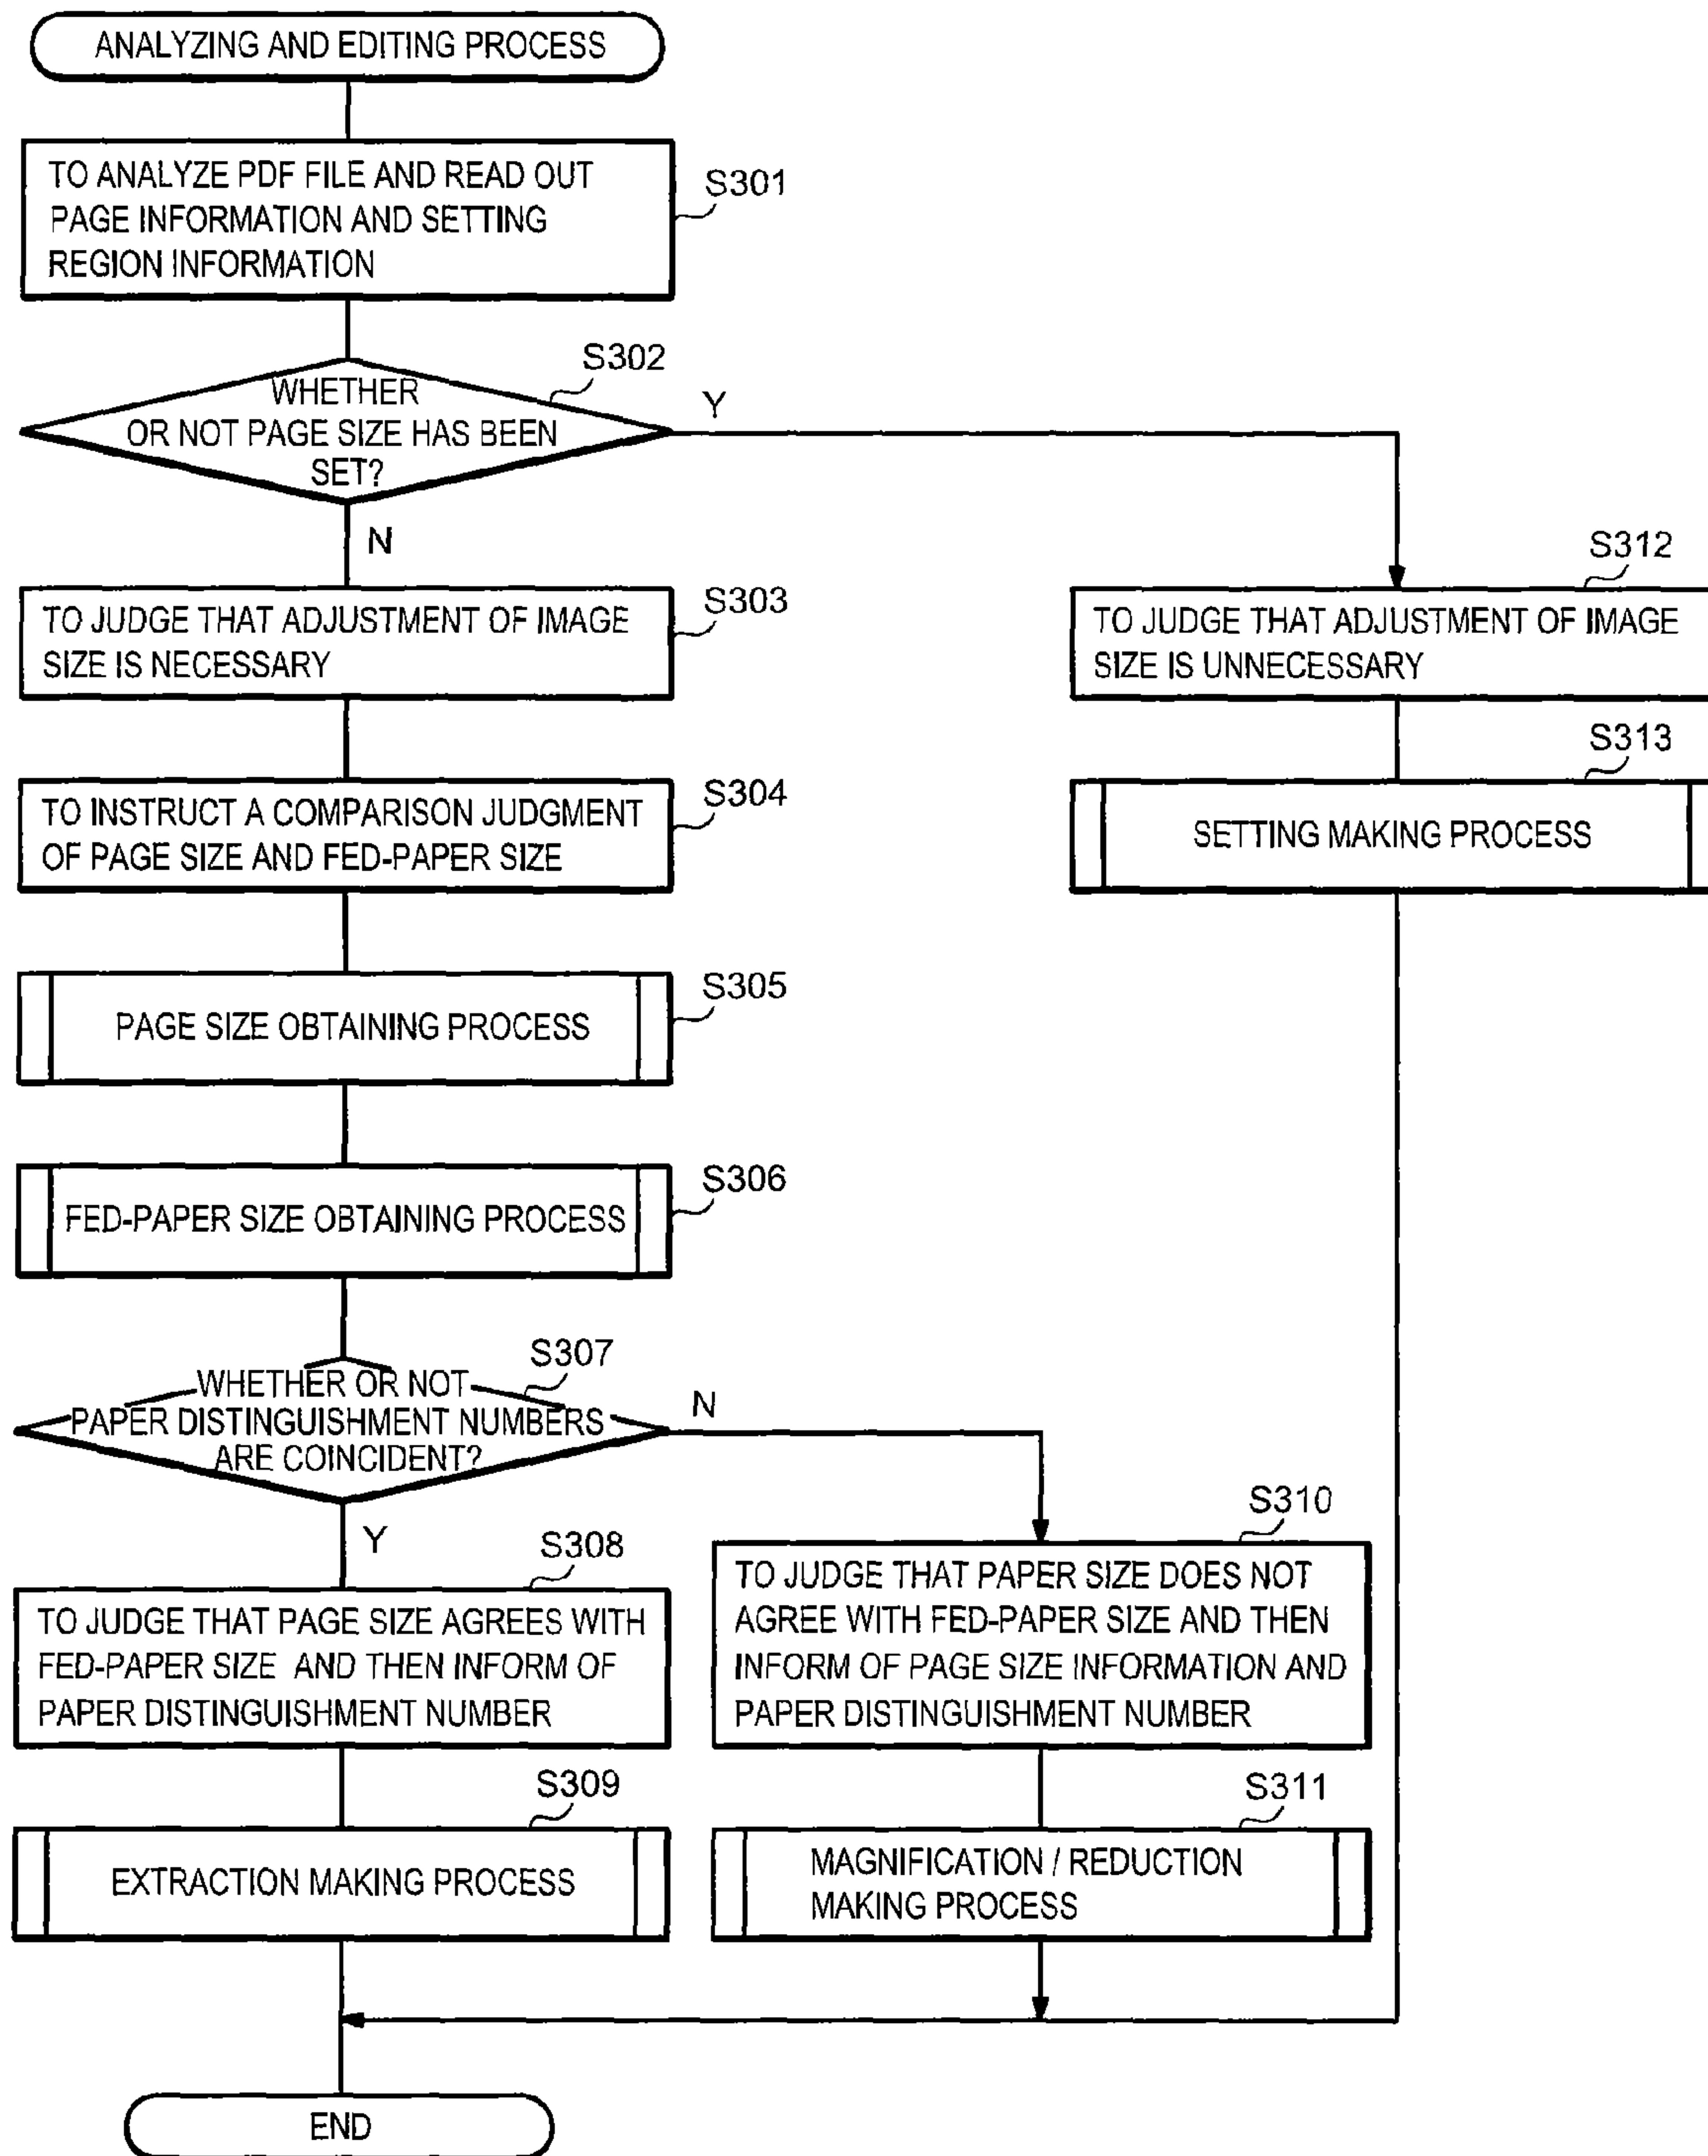 ANALYZING AND EDITING PROCESS
TO ANALYZE PDF FILE AND READ OUT
PAGE INFORMATION AND SETTING
REGION INFORMATION
S301
S302
WHETHER
OR NOT PAGE SIZE HAS BEEN
SET?
Y
N
S303
TO JUDGE THAT ADJUSTMENT OF IMAGE
SIZE IS NECESSARY
S312
TO JUDGE THAT ADJUSTMENT OF IMAGE
SIZE IS UNNECESSARY
S304
TO INSTRUCT A COMPARISON JUDGMENT
OF PAGE SIZE AND FED-PAPER SIZE
S313
SETTING MAKING PROCESS
S305
PAGE SIZE OBTAINING PROCESS
S306
FED-PAPER SIZE OBTAINING PROCESS
S307
WHETHER OR NOT
PAPER DISTINGUISHMENT NUMBERS
ARE COINCIDENT?
N
Y
S308
TO JUDGE THAT PAGE SIZE AGREES WITH
FED-PAPER SIZE AND THEN INFORM OF
PAPER DISTINGUISHMENT NUMBER
S310
TO JUDGE THAT PAPER SIZE DOES NOT
AGREE WITH FED-PAPER SIZE AND THEN
INFORM OF PAGE SIZE INFORMATION AND
PAPER DISTINGUISHMENT NUMBER
S309
EXTRACTION MAKING PROCESS
S311
MAGNIFICATION / REDUCTION
MAKING PROCESS
END